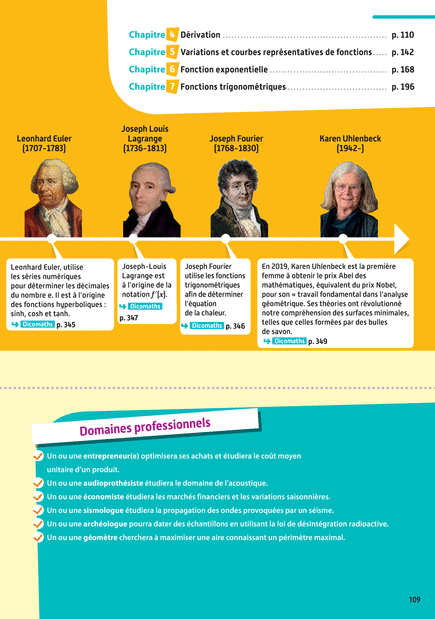 Chapitre 4 Dérivation ........................................ p. 110
Chapitre 5 Variations et courbes représentatives de fonctions..... p. 142
Chapitre 6 Fonction exponentielle ........................................ p. 168
Chapitre 7 Fonctions trigonométriques ........................................ p. 196
Leonhard Euler
(1707-1783)
Joseph Louis
Lagrange
(1736-1813)
Joseph Fourier
(1768-1830)
Karen Uhlenbeck
(1942-)
Leonhard Euler, utilise
les séries numériques
pour déterminer les décimales
du nombre e. Il est à l'origine
des fonctions hyperboliques :
sinh, cosh et tanh.
Dicomaths p. 345
Joseph-Louis
Lagrange est
à l'origine de la
notation f'(x).
Dicomaths
p. 347
Joseph Fourier
utilise les fonctions
trigonométriques
afin de déterminer
l'équation
de la chaleur.
Dicomaths p. 346
En 2019, Karen Uhlenbeck est la première
femme à obtenir le prix Abel des
mathématiques, équivalent du prix Nobel,
pour son « travail fondamental dans l'analyse
géométrique. Ses théories ont révolutionné
notre compréhension des surfaces minimales,
telles que celles formées par des bulles
de savon.
Dicomaths p. 349
Domaines professionnels
Un ou une entrepreneur(e) optimisera ses achats et étudiera le coût moyen
unitaire d'un produit.
Un ou une audioprothésiste étudiera le domaine de l'acoustique.
Un ou une économiste étudiera les marchés financiers et les variations saisonnières.
Un ou une sismologue étudiera la propagation des ondes provoquées par un séisme.
Un ou une archéologue pourra dater des échantillons en utilisant la loi de désintégration radioactive.
Un ou une géomètre cherchera à maximiser une aire connaissant un périmètre maximal.
109